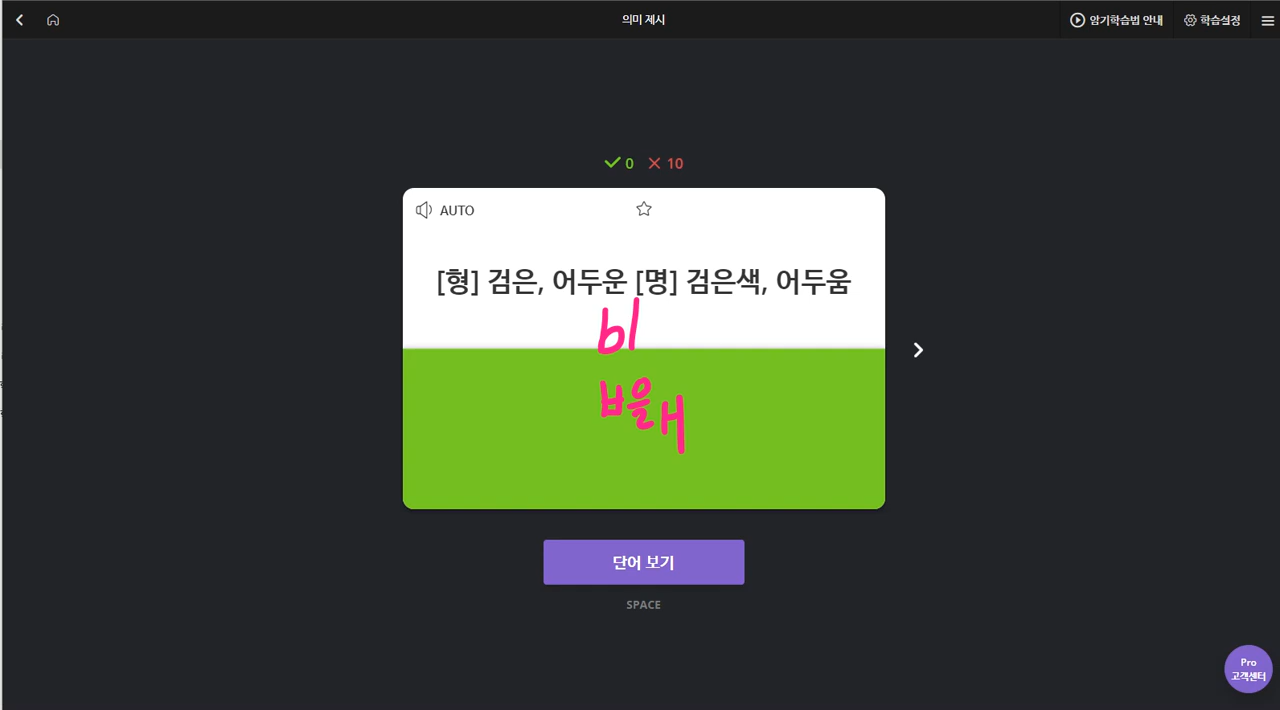 의미 제시
암기학습법 안내
학습설정
0 10
AUTO
[형] 검은, 어두운 [명] 검은색, 어두움
bl
브을ㅐ
단어 보기
SPACE
Pro
고객센터